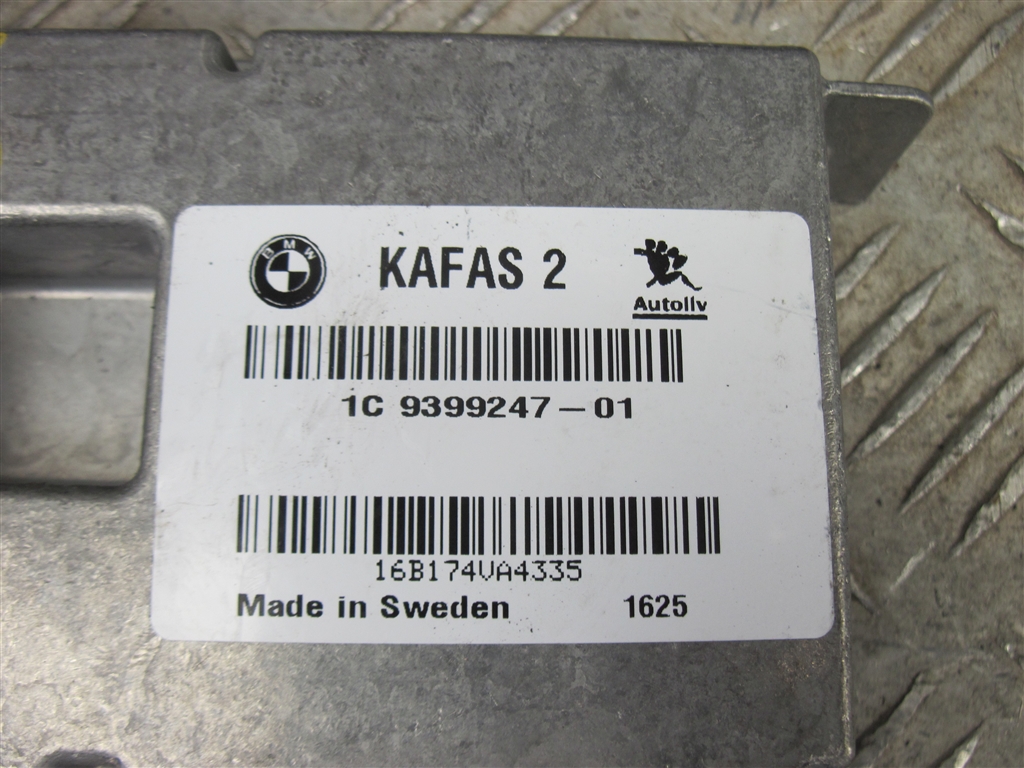 BMW
KAFAS 2
Autoliv
1C 9399247-01
16B174VA4335
Made in Sweden 1625